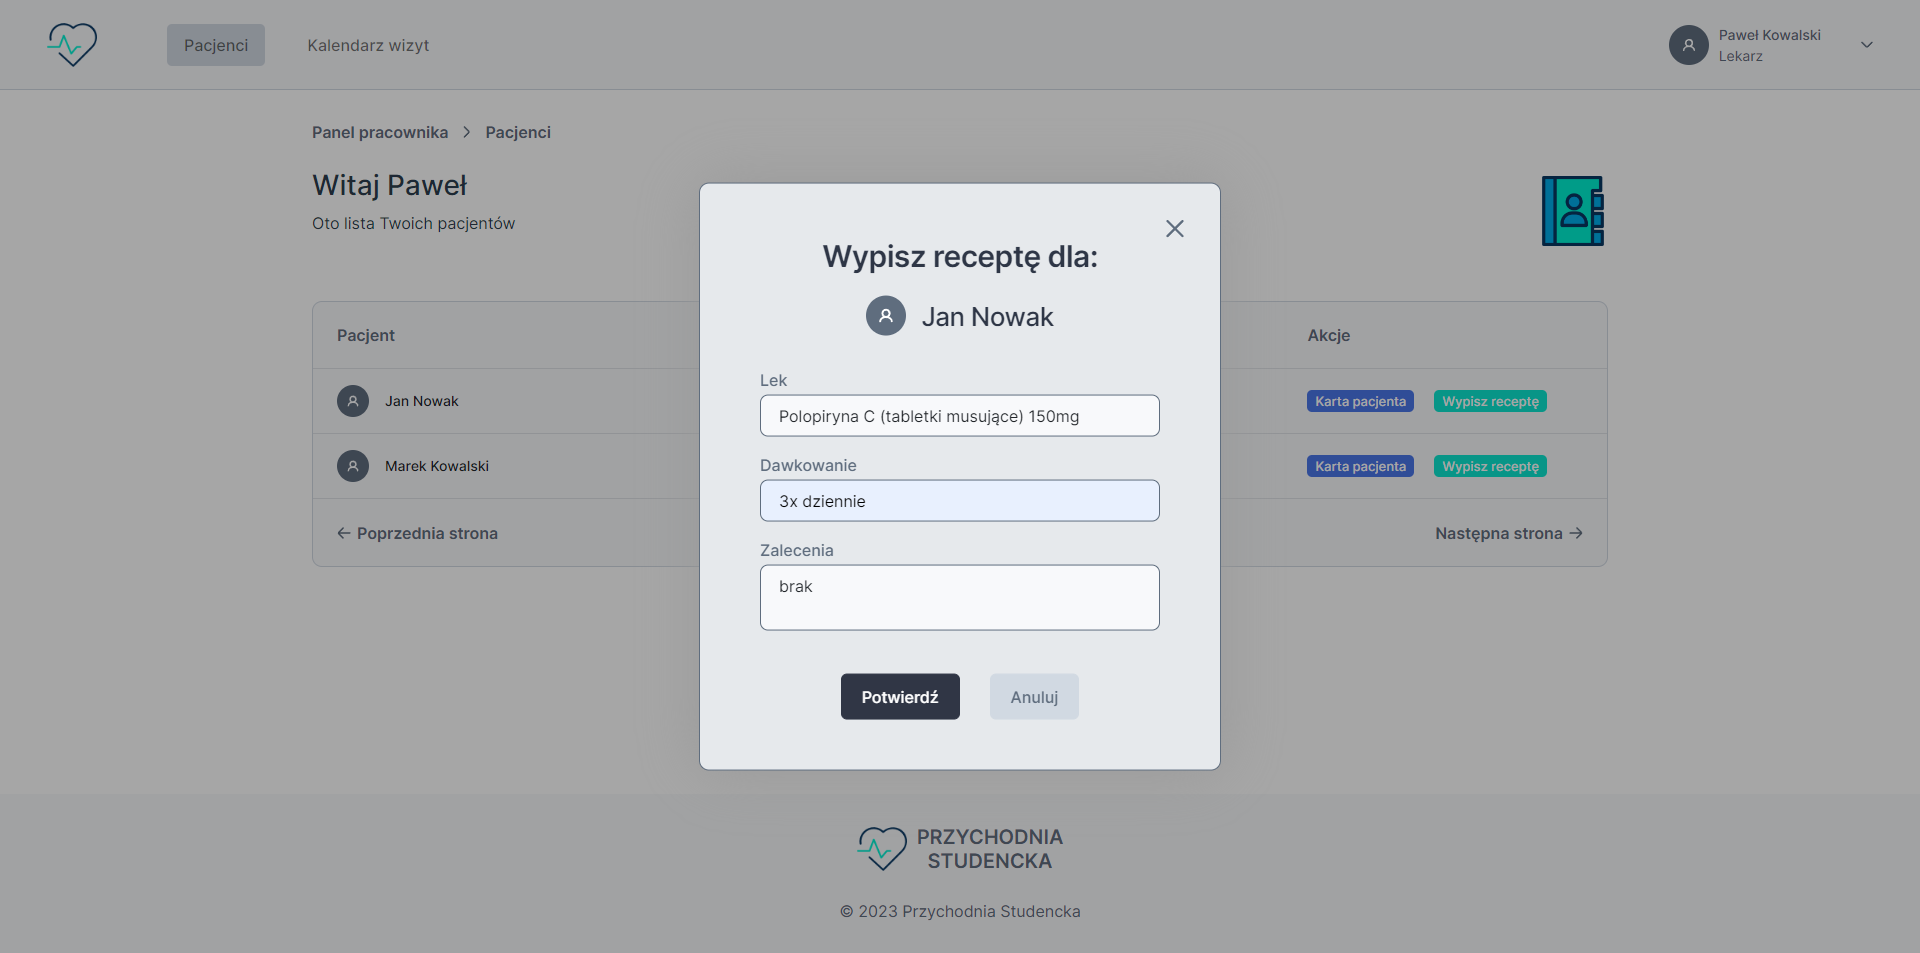 Pacjenci
Kalendarz wizyt
Paweł Kowalski
Lekarz
Panel pracownika > Pacjenci
Witaj Paweł
Oto lista Twoich pacjentów
Pacjent
Akcje
Jan Nowak
Karta pacjenta
Wypisz receptę
Marek Kowalski
Karta pacjenta
Wypisz receptę
← Poprzednia strona
Następna strona →
Wypisz receptę dla:
Jan Nowak
Lek
Polopiryna C (tabletki musujące) 150mg
Dawkowanie
3x dziennie
Zalecenia
brak
Potwierdź
Anuluj
PRZYCHODNIA
STUDENCKA
© 2023 Przychodnia Studencka